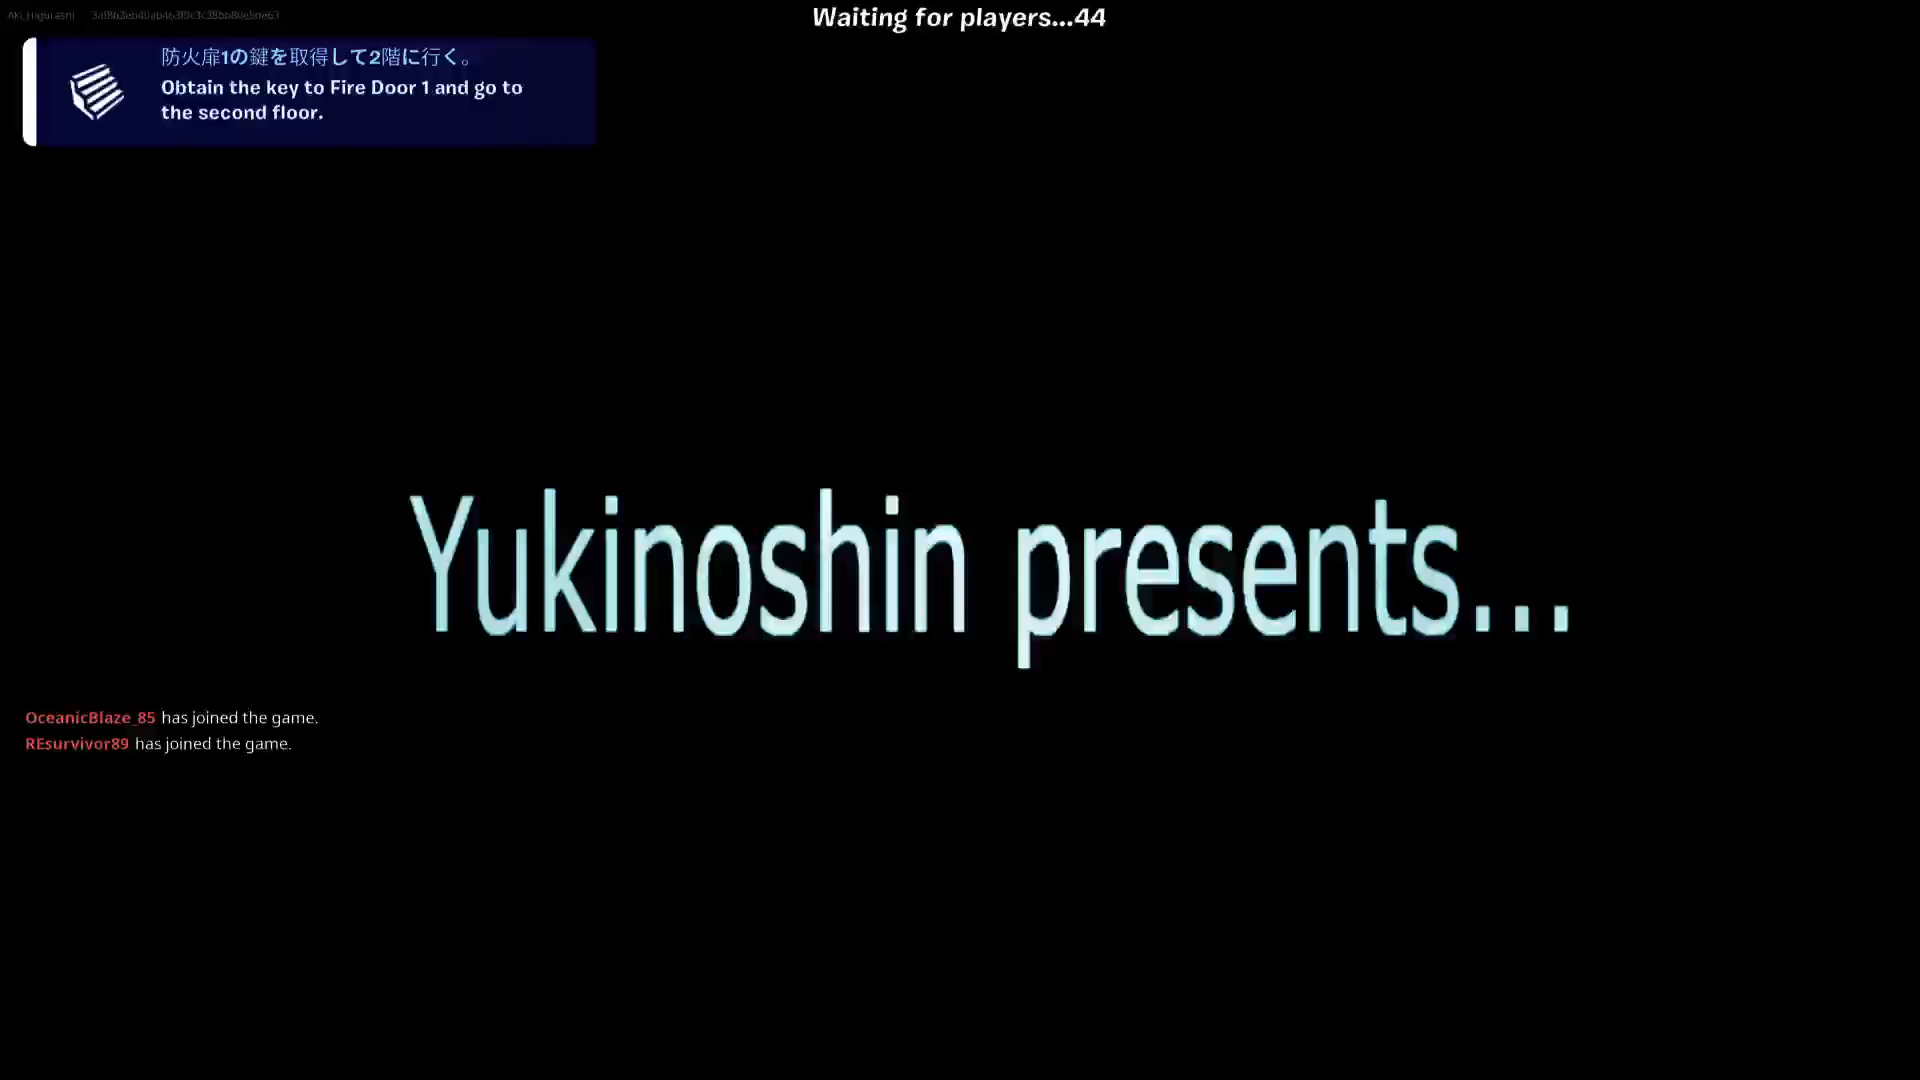 Waiting for players...44
防火扉1の鍵を取得して2階に行く。
Obtain the key to Fire Door 1 and go to
the second floor.
Yukinoshin presents...
OceanicBlaze_85 has joined the game.
REsurvivor89 has joined the game.